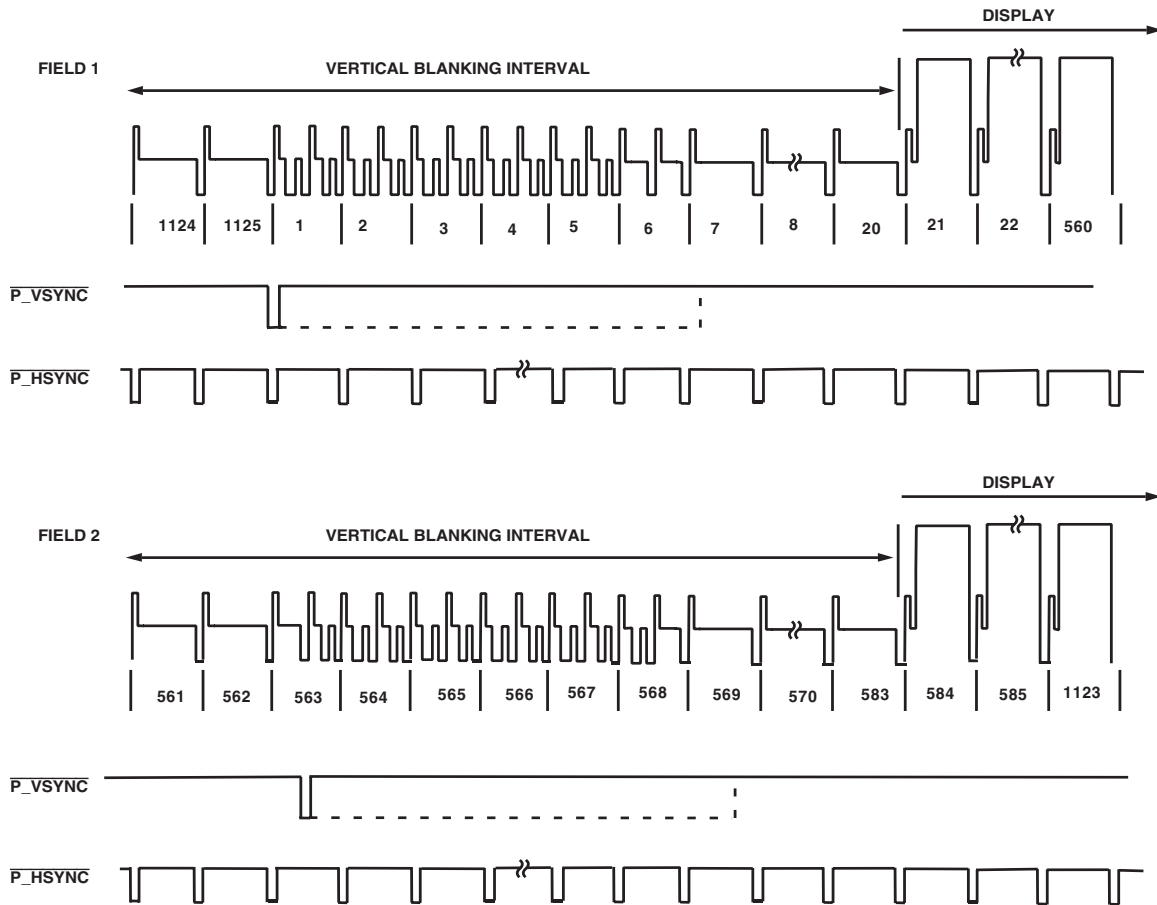 DISPLAY
FIELD 1 VERTICAL BLANKING INTERVAL
1124 1125 1 2 3 4 5 6 7 8 20 21 22 560
P_VSYNC
P_HSYNC
DISPLAY
FIELD 2 VERTICAL BLANKING INTERVAL
561 562 563 564 565 566 567 568 569 570 583 584 585 1123
P_VSYNC
P_HSYNC